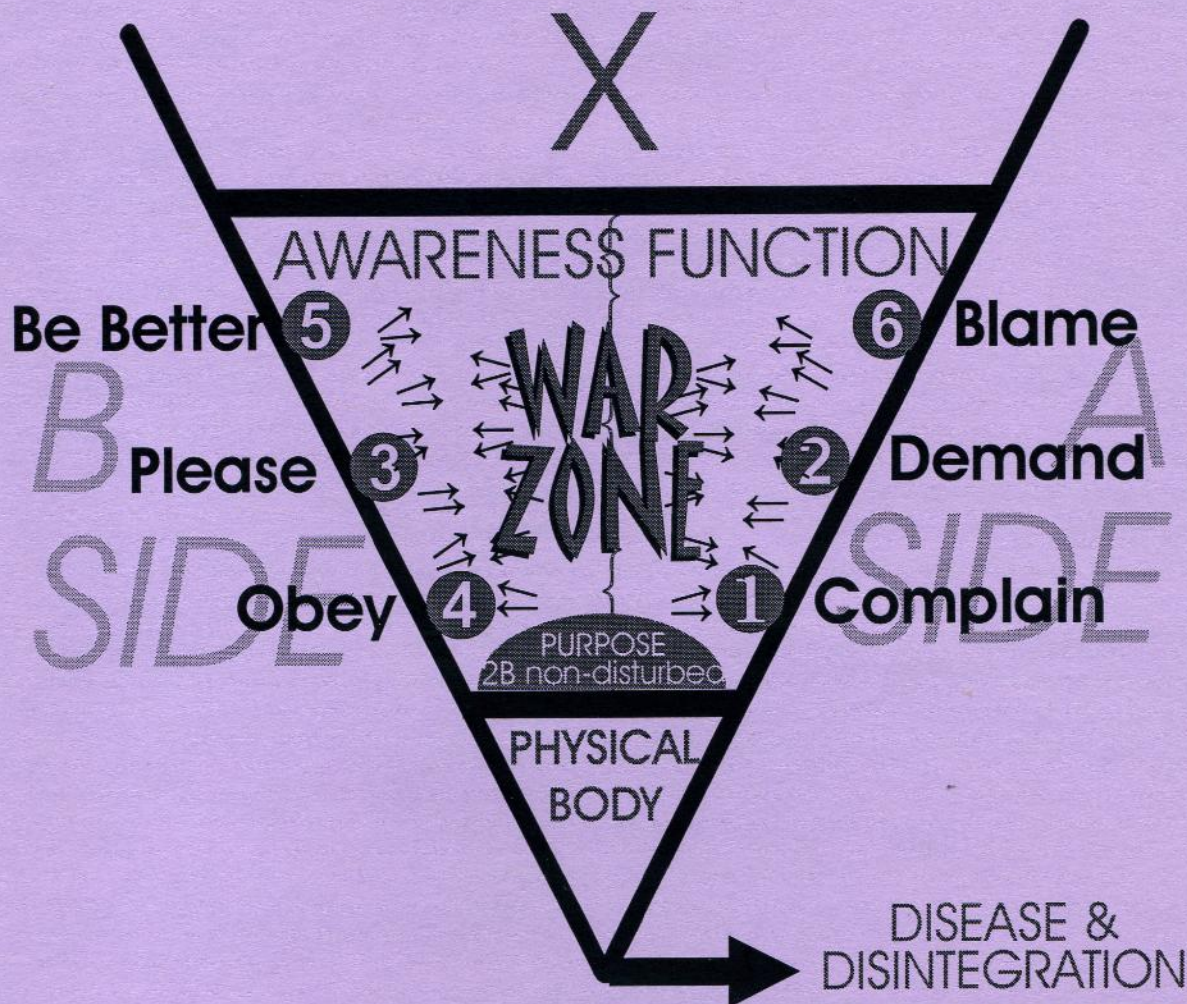 X
AWARENESS FUNCTION
Be Better 5
6 Blame
B
SIDE
A
SIDE
WAR
ZONE
Please 3
2 Demand
Obey 4
1 Complain
PURPOSE
2B non-disturbed
PHYSICAL
BODY
DISEASE &
DISINTEGRATION